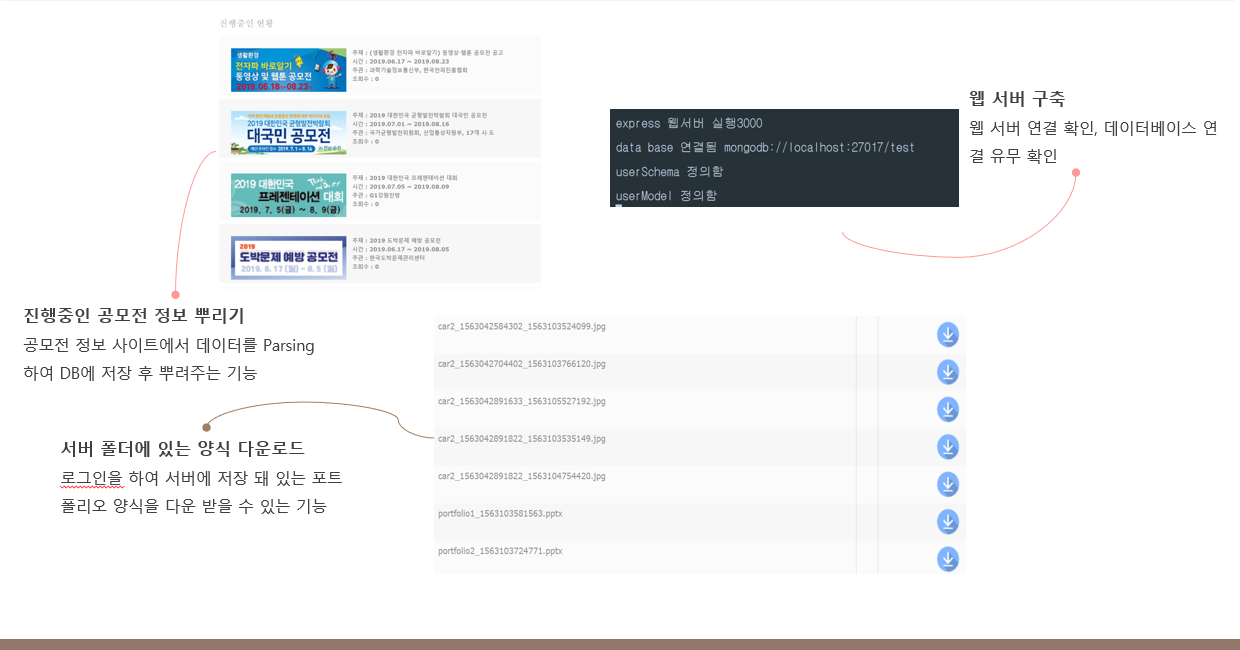 진행중인 현황
생활환경
전자파 바로알기
동영상 및 웹툰 공모전
2019.06.18 ~ 08.23
주제 : (생활환경 전자파 바로알기) 동영상·웹툰 공모전 공고
시간 : 2019.06.17 ~ 2019.08.23
주관 : 과학기술정보통신부, 한국전파진흥협회
조회수 : 0
2019 대한민국 균형발전박람회
대국민 공모전
주제 : 2019 대한민국 균형발전박람회 대국민 공모전
시간 : 2019.07.01 ~ 2019.08.16
주관 : 국가균형발전위원회, 산업통상자원부, 17개 시·도
조회수 : 0
2019 대한민국
프레젠테이션 대회
2019. 7. 5(금) ~ 8. 9(금)
주제 : 2019 대한민국 프레젠테이션 대회
시간 : 2019.07.05 ~ 2019.08.09
주관 : G1강원민방
조회수 : 0
2019
도박문제 예방 공모전
2019. 6. 17 (월) ~ 8. 5 (월)
주제 : 2019 도박문제 예방 공모전
시간 : 2019.06.17 ~ 2019.08.05
주관 : 한국도박문제관리센터
조회수 : 0
express 웹서버 실행3000
data base 연결됨 mongodb://localhost:27017/test
userSchema 정의함
userModel 정의함
웹 서버 구축
웹 서버 연결 확인, 데이터베이스 연
결 유무 확인
진행중인 공모전 정보 뿌리기
공모전 정보 사이트에서 데이터를 Parsing
하여 DB에 저장 후 뿌려주는 기능
서버 폴더에 있는 양식 다운로드
로그인을 하여 서버에 저장 돼 있는 포트
폴리오 양식을 다운 받을 수 있는 기능
car2_1563042584302_1563103524099.jpg
car2_1563042704402_1563103766120.jpg
car2_1563042891633_1563105527192.jpg
car2_1563042891822_1563103535149.jpg
car2_1563042891822_1563104754420.jpg
portfolio1_1563103581563.pptx
portfolio2_1563103724771.pptx